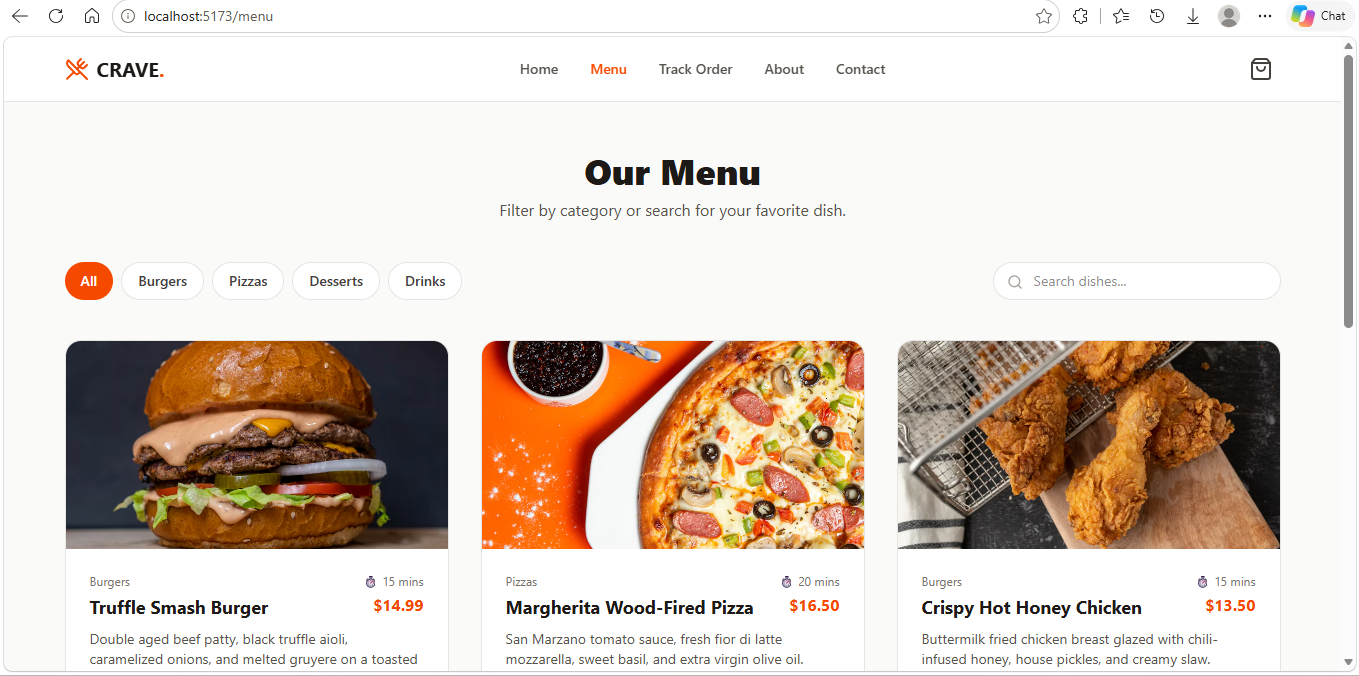 localhost:5173/menu
Chat
CRAVE.
Home Menu Track Order About Contact
Our Menu
Filter by category or search for your favorite dish.
All Burgers Pizzas Desserts Drinks Search dishes...
Burgers 15 mins
Truffle Smash Burger $14.99
Double aged beef patty, black truffle aioli,
caramelized onions, and melted gruyere on a toasted
Pizzas 20 mins
Margherita Wood-Fired Pizza $16.50
San Marzano tomato sauce, fresh fior di latte
mozzarella, sweet basil, and extra virgin olive oil.
Burgers 15 mins
Crispy Hot Honey Chicken $13.50
Buttermilk fried chicken breast glazed with chili-
infused honey, house pickles, and creamy slaw.